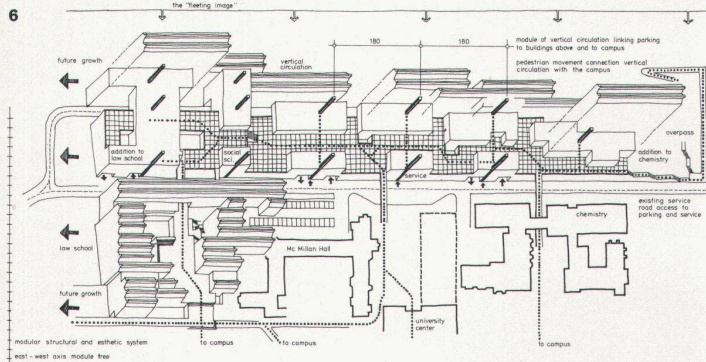 6
the "fleeting image"
180
180
module of vertical circulation linking parking
to buildings above and to campus
future growth
vertical
circulation
pedestrian movement connection vertical
circulation with the campus
overpass
addition to
law school
social
sci.
addition to
chemistry
service
existing service
road access to
parking and service
law school
Mc Millan Hall
chemistry
future growth
university
center
to campus
to campus
to campus
modular structural and esthetic system
east - west axis module free